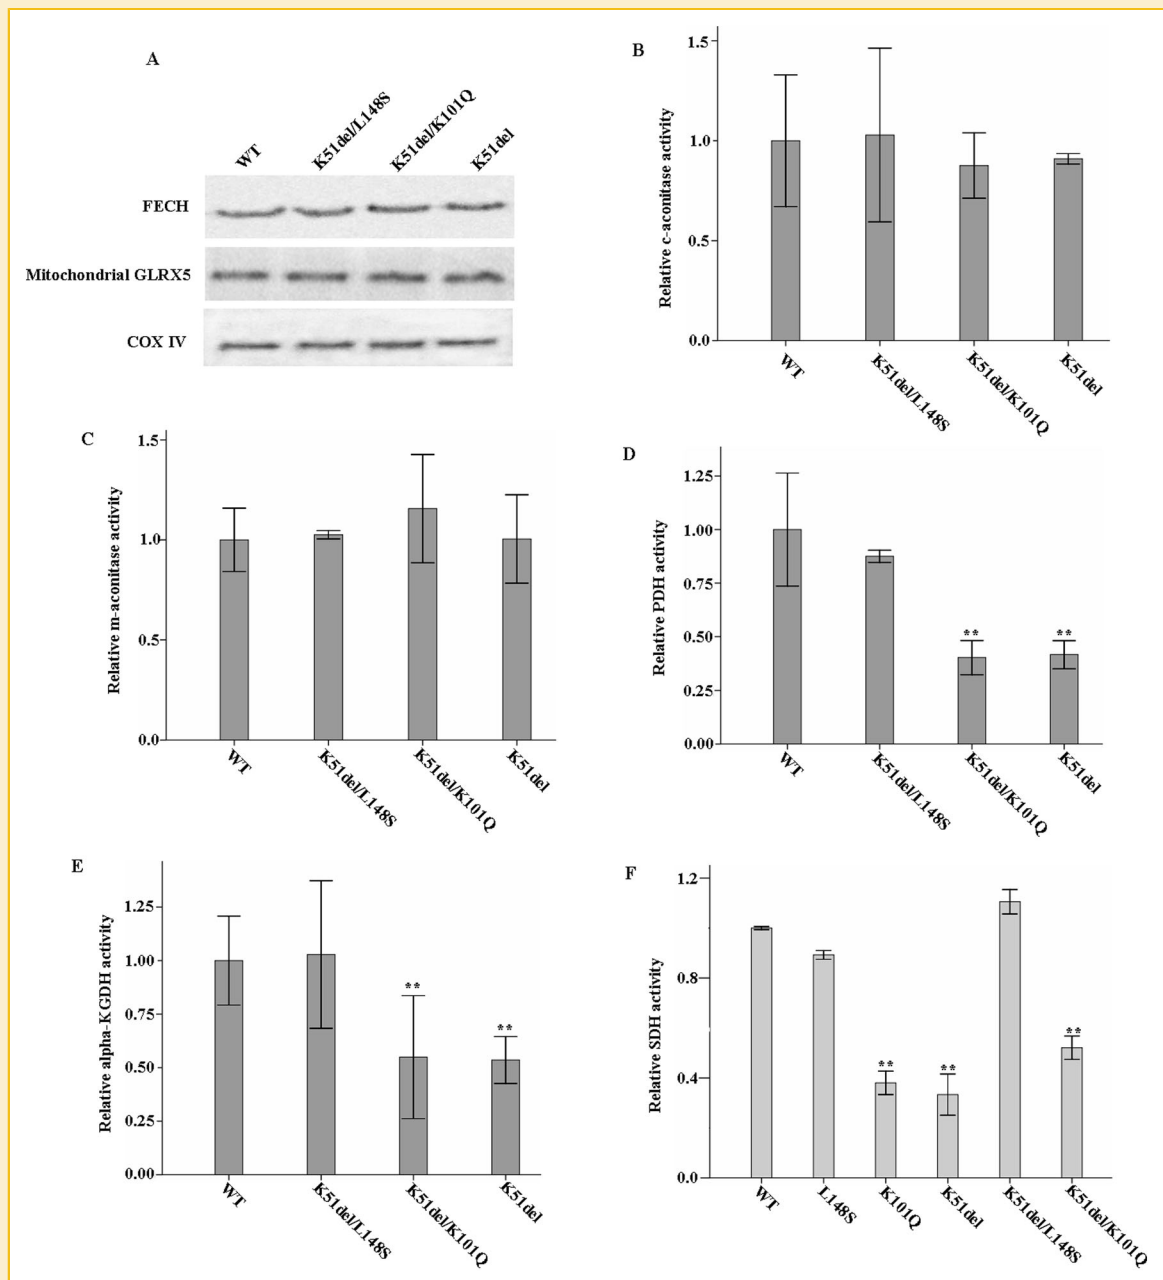 A
WT
K51del/L148S
K51del/K101Q
K51del
FECH
Mitochondrial GLRX5
COX IV
B
Relative c-aconitase activity
1.5
1.0
0.5
0.0
WT
K51del/L148S
K51del/K101Q
K51del
C
Relative m-aconitase activity
1.5
1.0
0.5
0.0
WT
K51del/L148S
K51del/K101Q
K51del
D
Relative PDH activity
1.25
1.00
0.75
0.50
0.25
0.00
** **
WT
K51del/L148S
K51del/K101Q
K51del
E
Relative alpha-KGDH activity
1.25
1.00
0.75
0.50
0.25
0.00
** **
WT
K51del/L148S
K51del/K101Q
K51del
F
Relative SDH activity
1.2
0.8
0.4
0.0
** ** **
WT
L148S
K101Q
K51del
K51del/L148S
K51del/K101Q